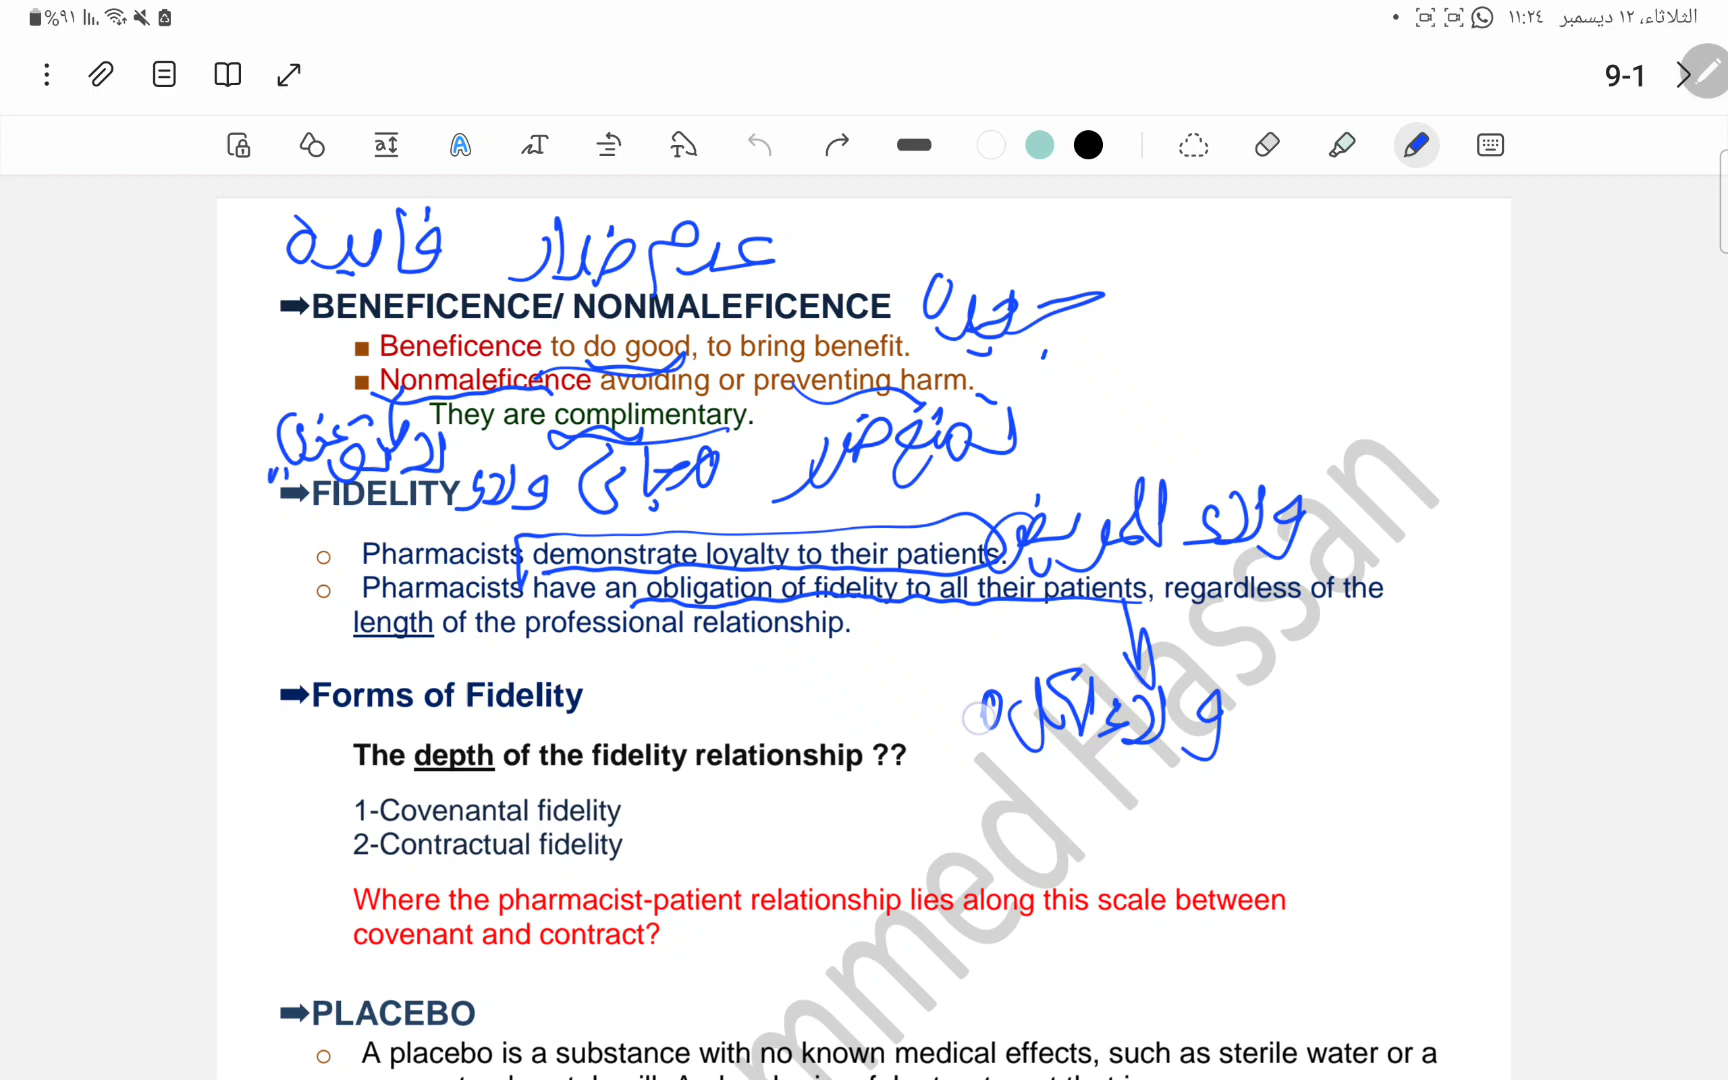 %٩١
الثلاثاء، ١٢ ديسمبر ١١:٢٤
9-1
عدم ضرار
➡BENEFICENCE/ NONMALEFICENCE
■ Beneficence to do good, to bring benefit.
■ Nonmaleficence avoiding or preventing harm.
They are complimentary.
تمنع ضرر
➡FIDELITY ولاء
ولاء المريض
○ Pharmacists demonstrate loyalty to their patients.
○ Pharmacists have an obligation of fidelity to all their patients, regardless of the
length of the professional relationship.
➡Forms of Fidelity
The depth of the fidelity relationship ??
1-Covenantal fidelity
2-Contractual fidelity
Where the pharmacist-patient relationship lies along this scale between
covenant and contract?
➡PLACEBO
○ A placebo is a substance with no known medical effects, such as sterile water or a
mmed Hassan